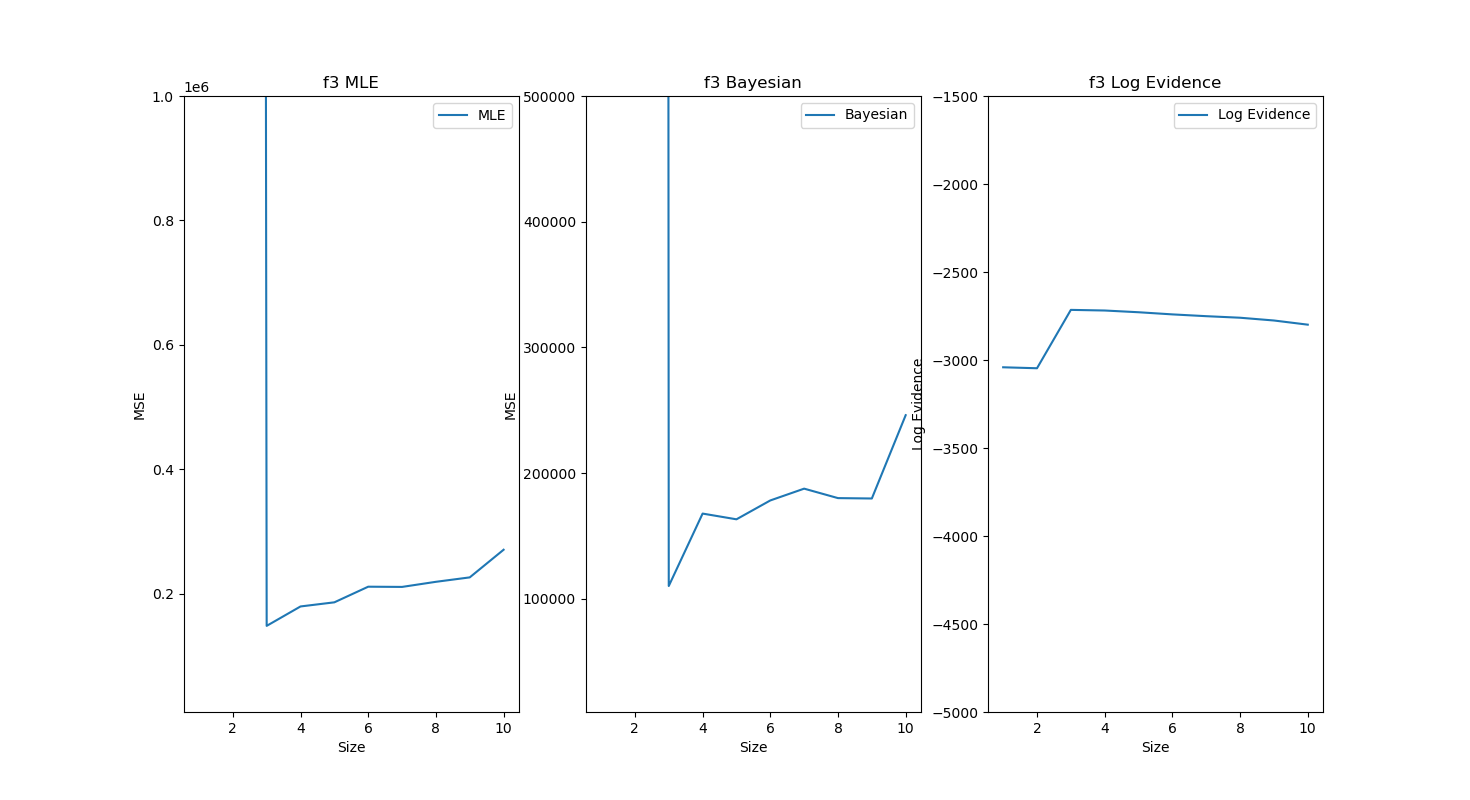 f3 MLE
1e6
1.0
0.8
0.6
0.4
0.2
MSE
MLE
2 4 6 8 10
Size
f3 Bayesian
500000
400000
300000
200000
100000
MSE
Bayesian
2 4 6 8 10
Size
f3 Log Evidence
−1500
−2000
−2500
−3000
−3500
−4000
−4500
−5000
Log Evidence
Log Evidence
2 4 6 8 10
Size